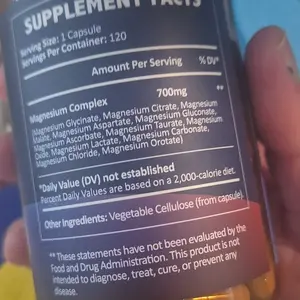 SUPPLEMENT FACTS
Serving Size: 1 Capsule
Servings Per Container: 120
Amount Per Serving % DV*
Magnesium Complex 700mg **
(Magnesium Glycinate, Magnesium Citrate, Magnesium
Malate, Magnesium Aspartate, Magnesium Gluconate,
Magnesium Ascorbate, Magnesium Taurate, Magnesium
Oxide, Magnesium Lactate, Magnesium Carbonate,
Magnesium Chloride, Magnesium Orotate)
*Daily Value (DV) not established
Percent Daily Values are based on a 2,000-calorie diet.
Other Ingredients: Vegetable Cellulose (from capsule).
** These statements have not been evaluated by the
Food and Drug Administration. This product is not
intended to diagnose, treat, cure, or prevent any
disease.